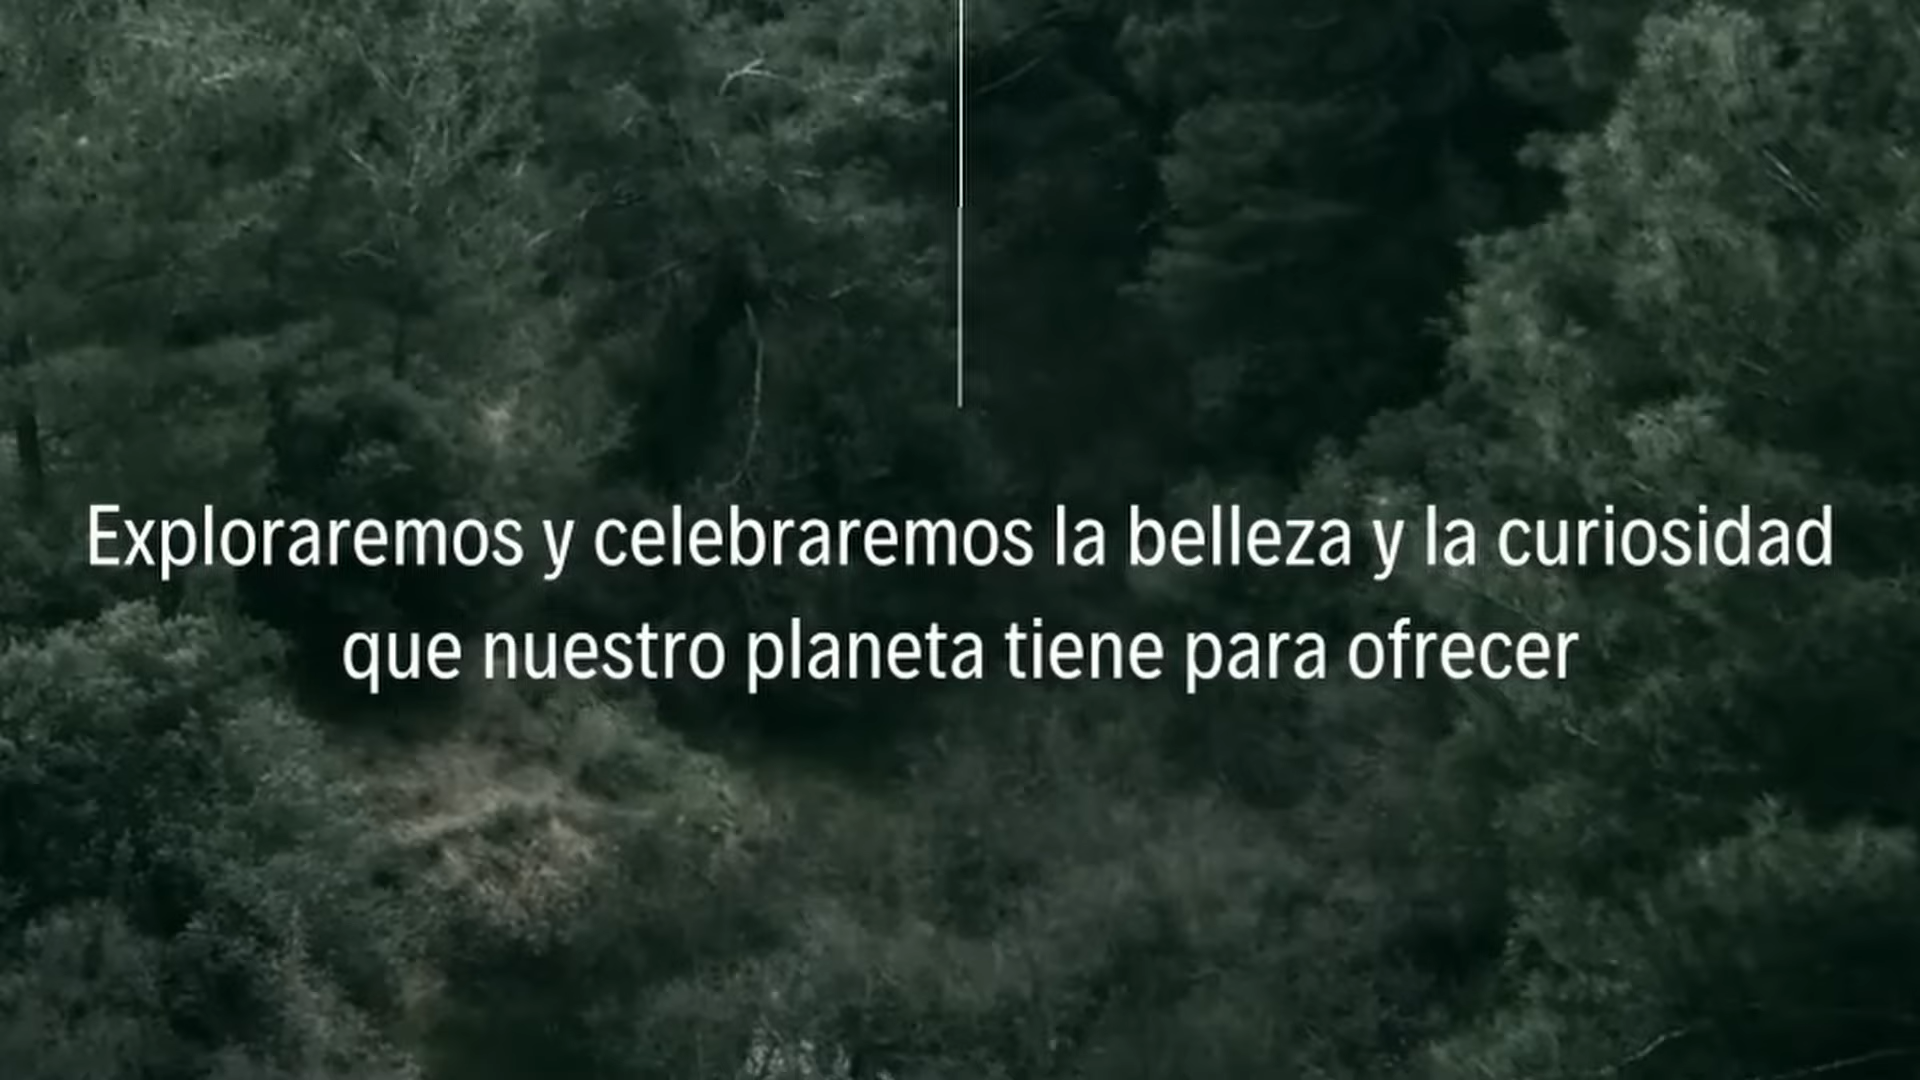 Exploraremos y celebraremos la belleza y la curiosidad
que nuestro planeta tiene para ofrecer